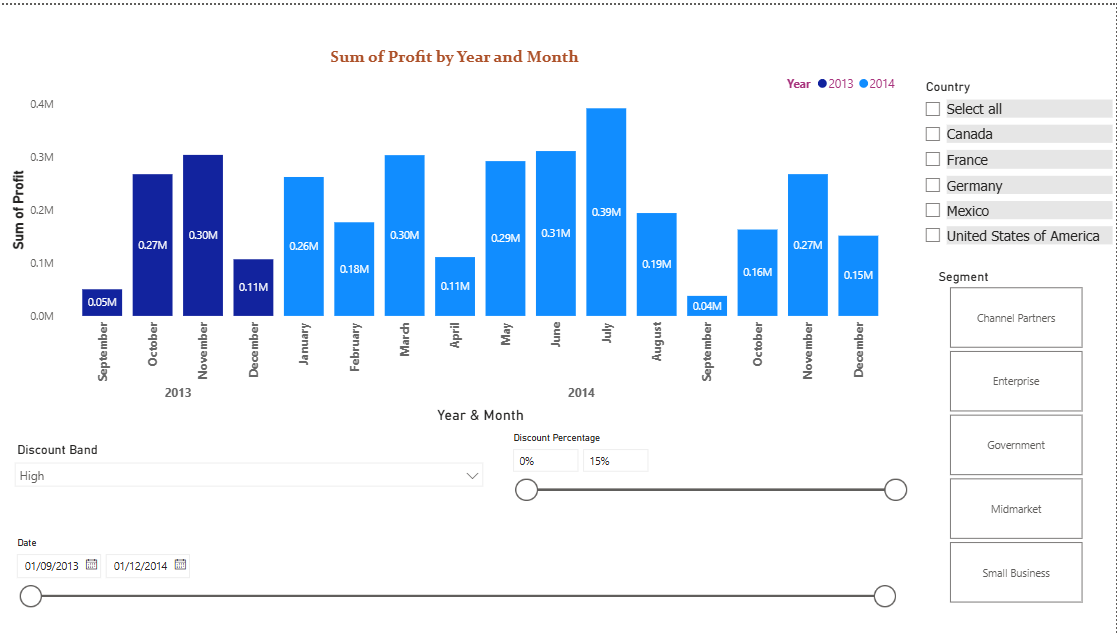 Sum of Profit by Year and Month
Year 2013 2014
Sum of Profit
0.4M
0.3M
0.2M
0.1M
0.0M
0.05M
0.27M
0.30M
0.11M
0.26M
0.18M
0.30M
0.11M
0.29M
0.31M
0.39M
0.19M
0.04M
0.16M
0.27M
0.15M
September
October
November
December
January
February
March
April
May
June
July
August
September
October
November
December
2013
2014
Year & Month
Country
Select all
Canada
France
Germany
Mexico
United States of America
Segment
Channel Partners
Enterprise
Government
Midmarket
Small Business
Discount Band
High
Discount Percentage
0% 15%
Date
01/09/2013 01/12/2014